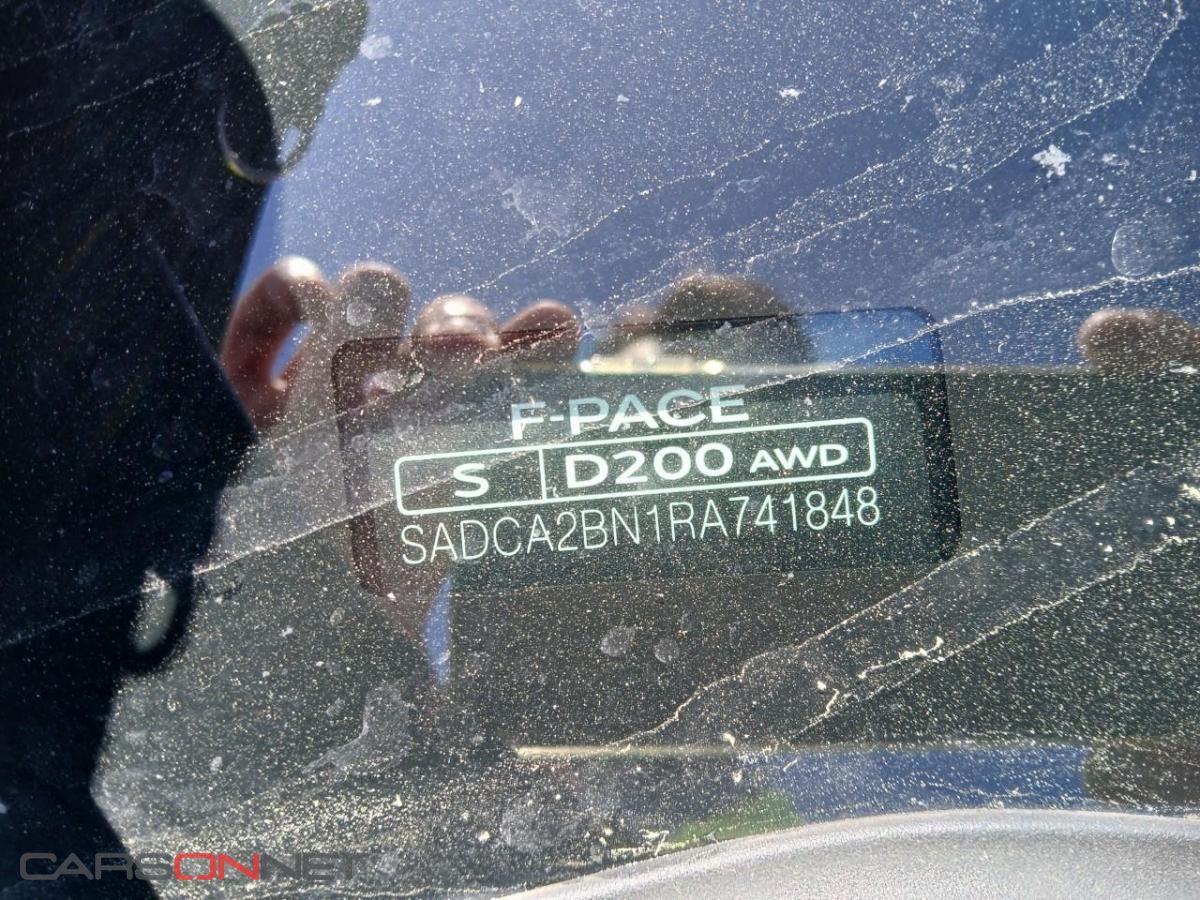 F-PACE
S D200 AWD
SADCA2BN1RA741848
CARSONNET